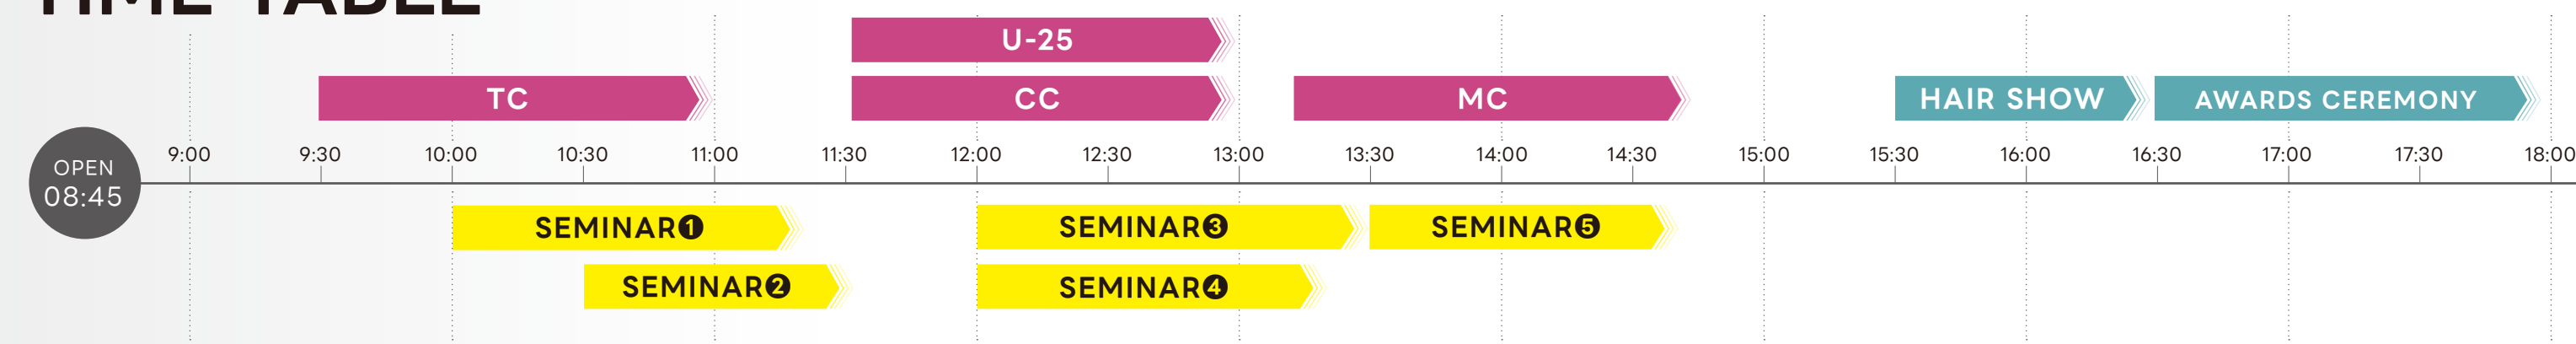 TIME TABLE
U-25
TC CC MC HAIR SHOW AWARDS CEREMONY
OPEN
08:45
9:00 9:30 10:00 10:30 11:00 11:30 12:00 12:30 13:00 13:30 14:00 14:30 15:00 15:30 16:00 16:30 17:00 17:30 18:00
SEMINAR❶ SEMINAR❸ SEMINAR❺
SEMINAR❷ SEMINAR❹